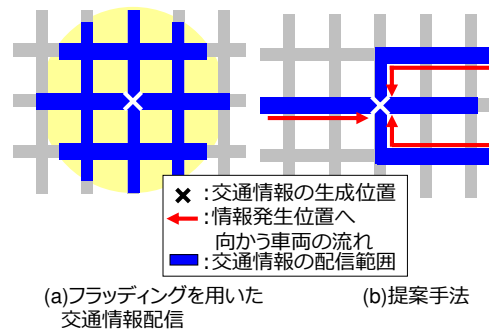 ×:交通情報の生成位置
←:情報発生位置へ
向かう車両の流れ
:交通情報の配信範囲
(a)フラッディングを用いた
交通情報配信
(b)提案手法